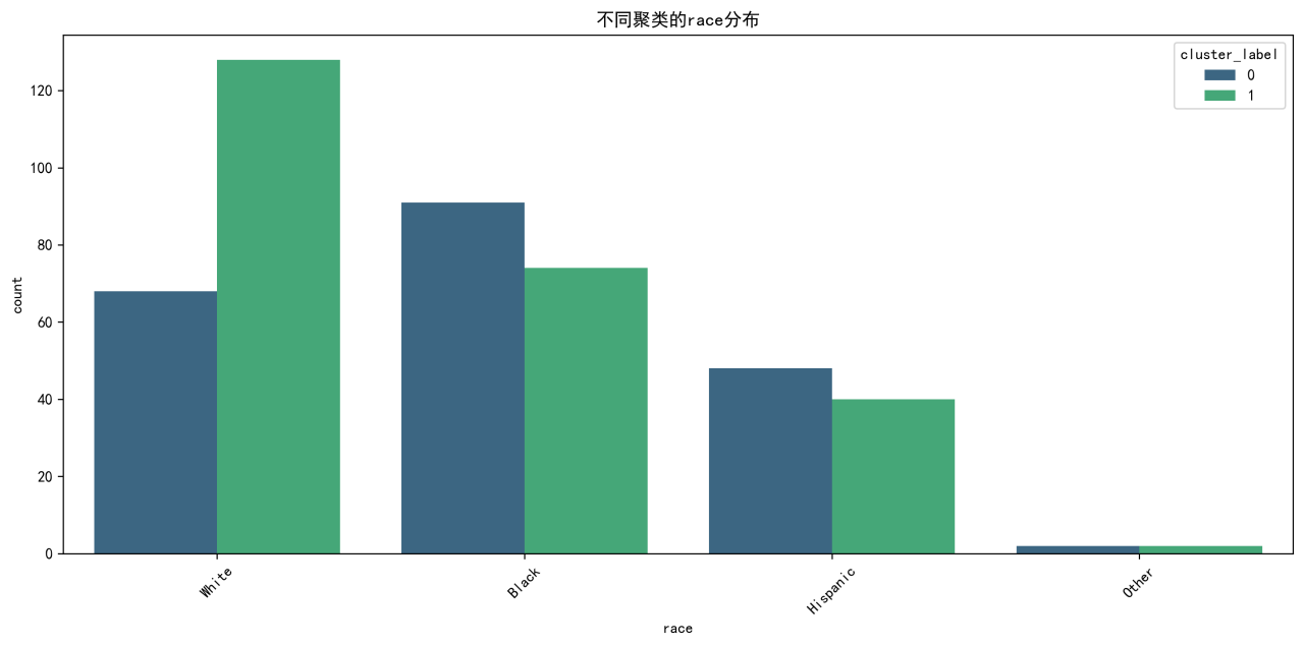 不同聚类的race分布
cluster_label
0
1
120
100
80
60
40
20
0
count
White
Black
Hispanic
Other
race